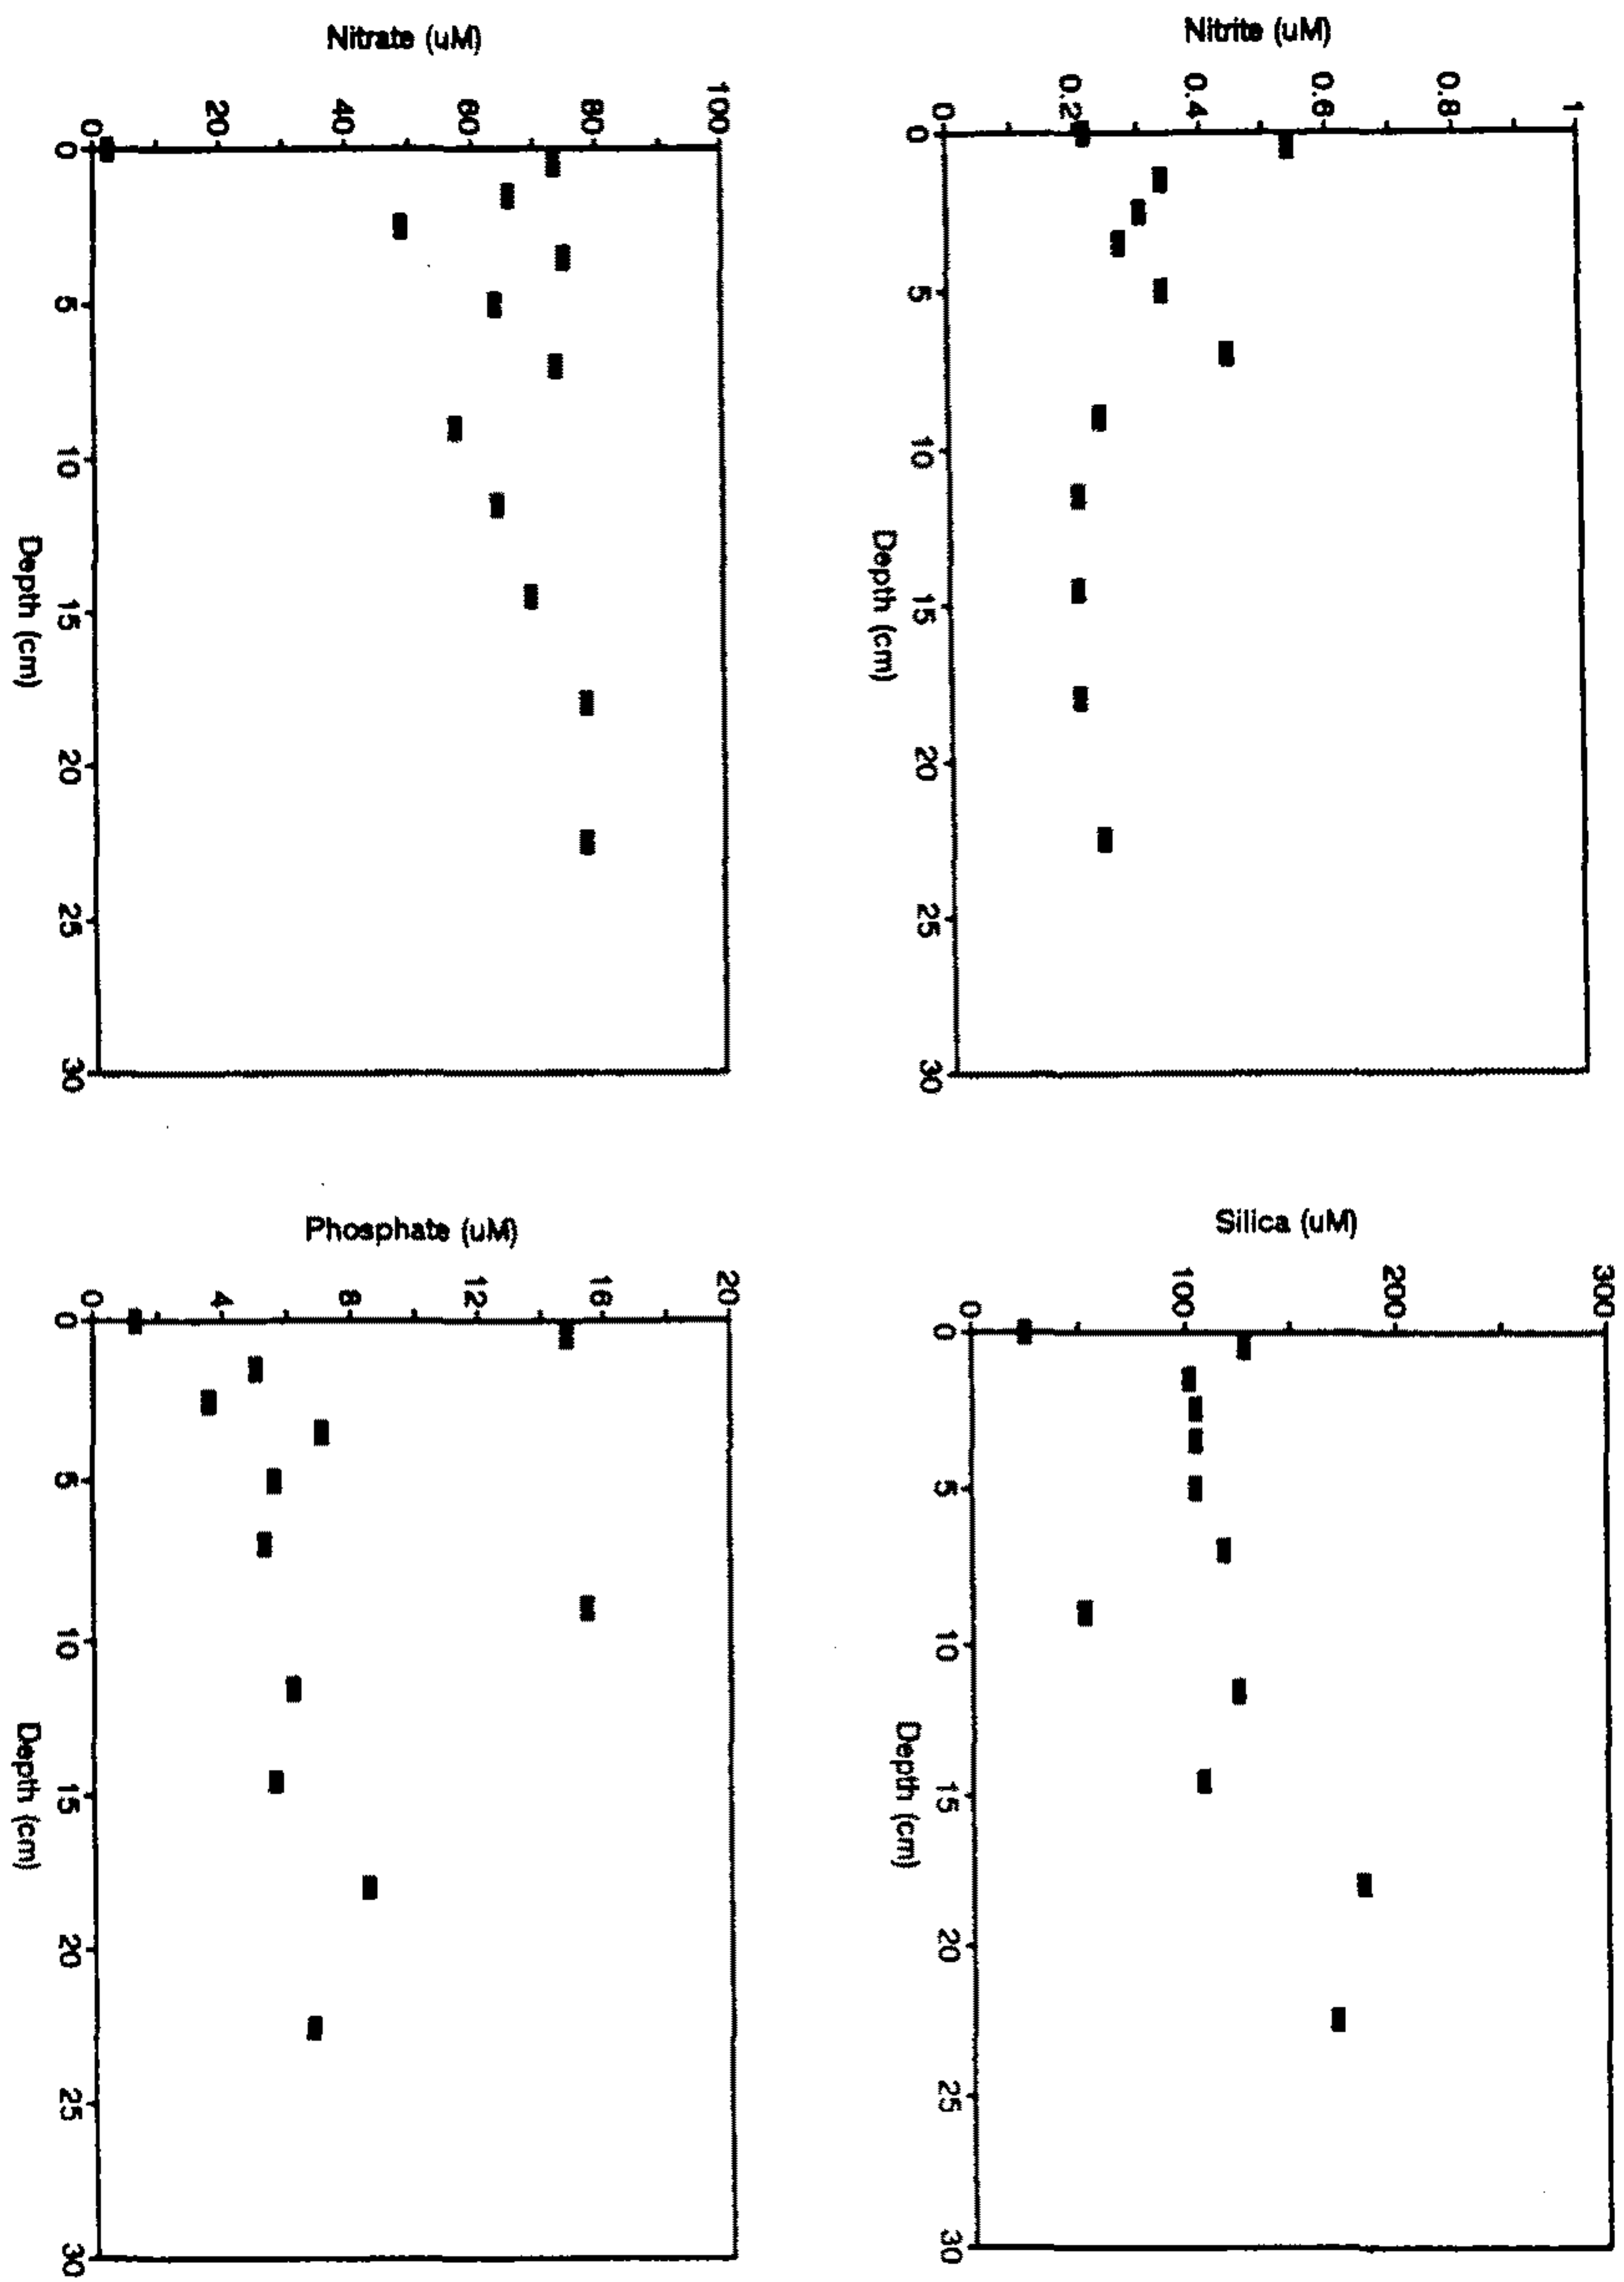 Nitrite (uM)
1
0.8
0.6
0.4
0.2
0
0 5 10 15 20 25 30
Depth (cm)
Silica (uM)
300
200
100
0
0 5 10 15 20 25 30
Depth (cm)
Nitrate (uM)
100
80
60
40
20
0
0 5 10 15 20 25 30
Depth (cm)
Phosphate (uM)
20
16
12
8
4
0
0 5 10 15 20 25 30
Depth (cm)